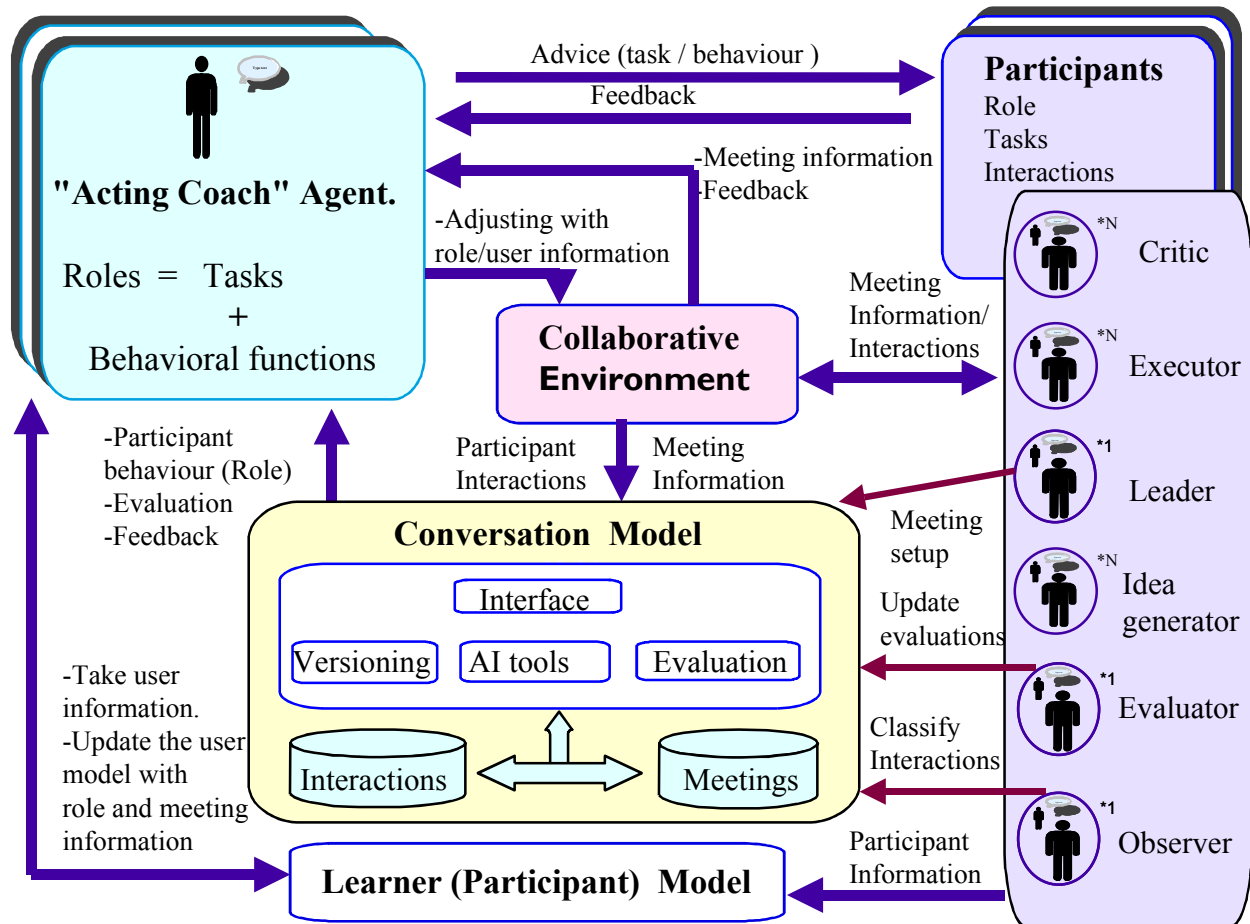 Advice (task / behaviour )
Feedback
"Acting Coach" Agent.
Roles = Tasks
+
Behavioral functions
Participants
Role
Tasks
Interactions
-Meeting information
-Feedback
-Adjusting with
role/user information
Collaborative
Environment
Meeting
Information/
Interactions
*N
Critic
*N
Executor
*1
Leader
*N
Idea
generator
*1
Evaluator
*1
Observer
-Participant
behaviour (Role)
-Evaluation
-Feedback
Participant
Interactions
Meeting
Information
Conversation Model
Interface
Versioning
AI tools
Evaluation
Interactions
Meetings
Meeting
setup
Update
evaluations
Classify
Interactions
Participant
Information
-Take user
information.
-Update the user
model with
role and meeting
information
Learner (Participant) Model